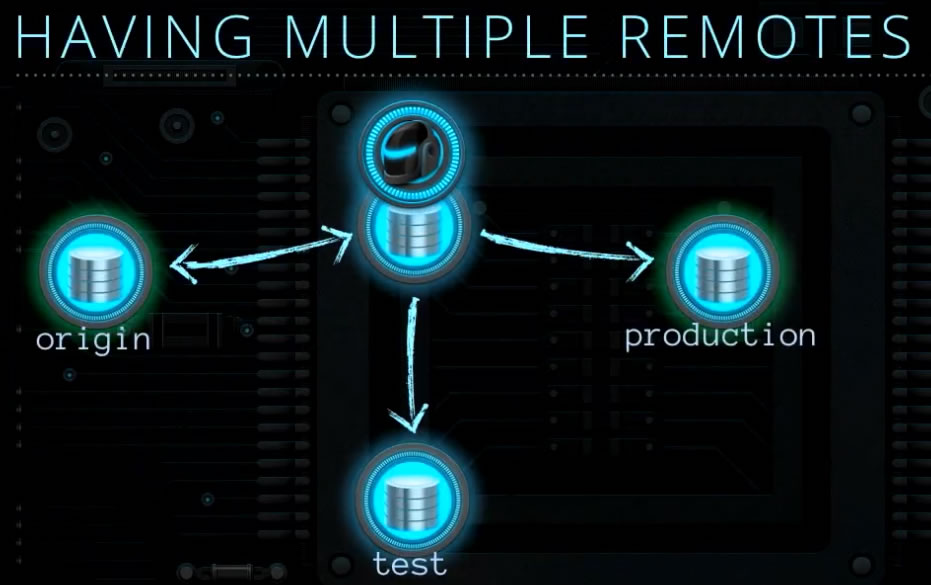 HAVING MULTIPLE REMOTES
origin
production
test